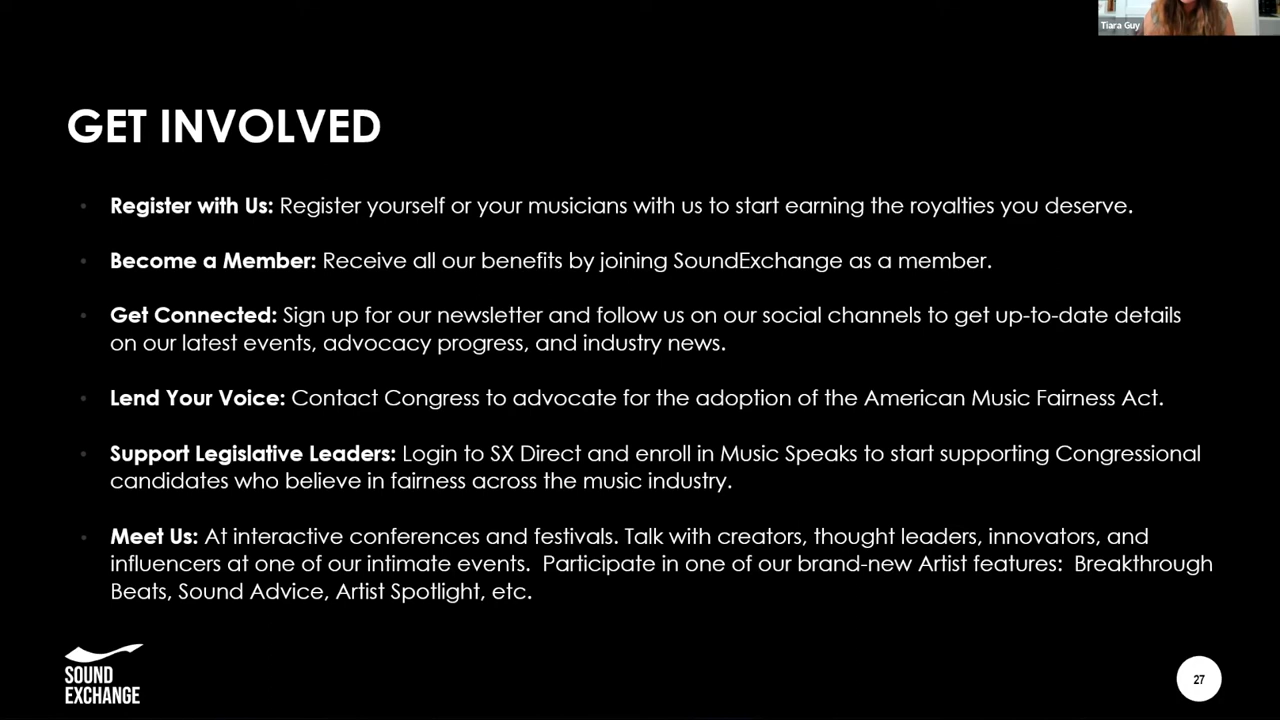 Tiara Guy
GET INVOLVED
• Register with Us: Register yourself or your musicians with us to start earning the royalties you deserve.
• Become a Member: Receive all our benefits by joining SoundExchange as a member.
• Get Connected: Sign up for our newsletter and follow us on our social channels to get up-to-date details
on our latest events, advocacy progress, and industry news.
• Lend Your Voice: Contact Congress to advocate for the adoption of the American Music Fairness Act.
• Support Legislative Leaders: Login to SX Direct and enroll in Music Speaks to start supporting Congressional
candidates who believe in fairness across the music industry.
• Meet Us: At interactive conferences and festivals. Talk with creators, thought leaders, innovators, and
influencers at one of our intimate events.  Participate in one of our brand-new Artist features:  Breakthrough
Beats, Sound Advice, Artist Spotlight, etc.
SOUND
EXCHANGE
27